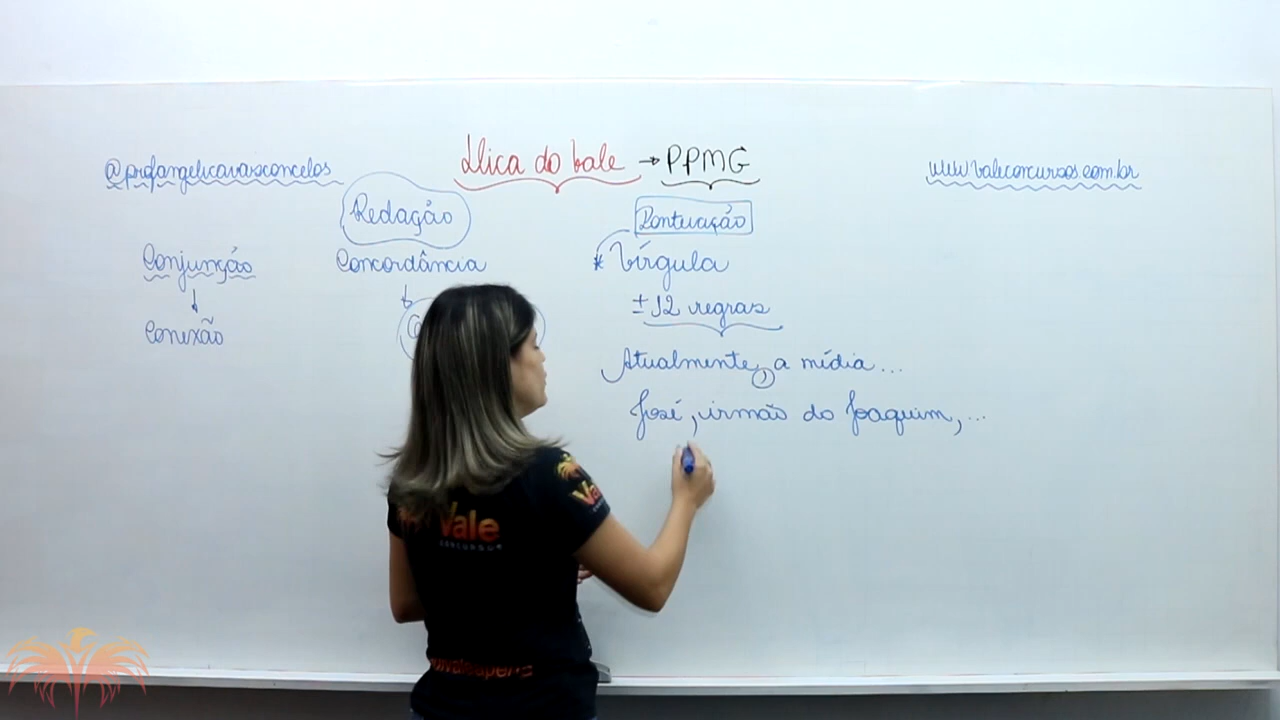 @profangelicavasconcelos
Dica do Vale → PPMG
www.valeconcursos.com.br
Redação
Pontuação
Conjunção
Concordância
* Vírgula
Conexão
± 12 regras
Atualmente, a mídia...
José, irmão do Joaquim, ...
Vale
CONCURSOS